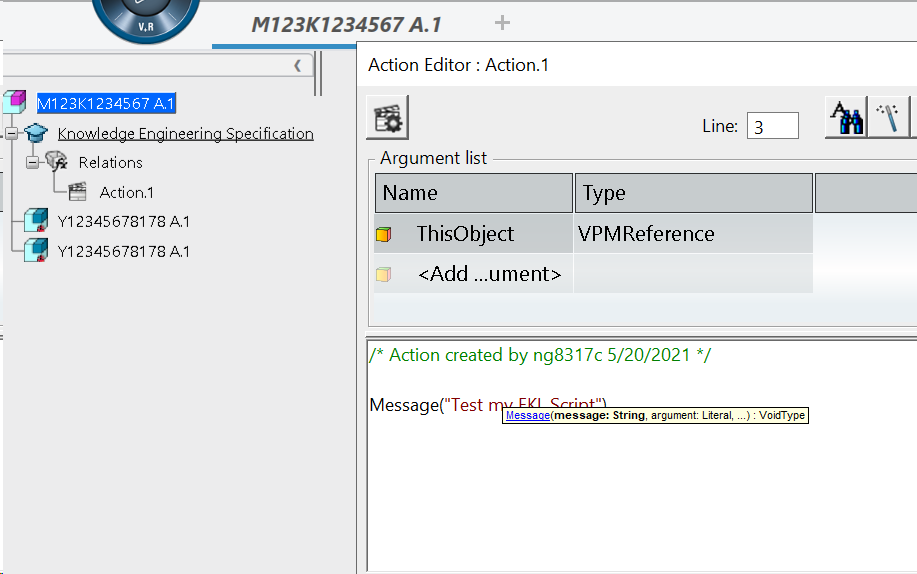 V,R
M123K1234567 A.1
Action Editor : Action.1
M123K1234567 A.1
Knowledge Engineering Specification
Relations
Action.1
Y12345678178 A.1
Y12345678178 A.1
Line: 3
Argument list
Name Type
ThisObject VPMReference
<Add ...ument>
/* Action created by ng8317c 5/20/2021 */
Message("Test my EKL Script")
Message(message: String, argument: Literal, ...) : VoidType